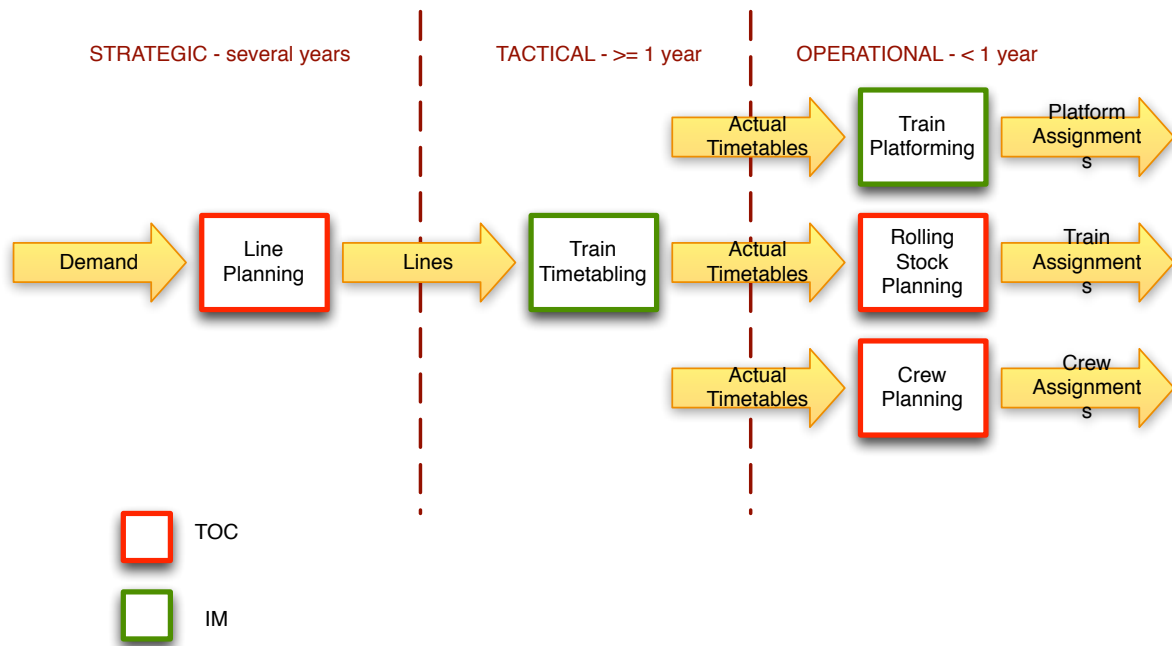 STRATEGIC - several years
TACTICAL - >= 1 year
OPERATIONAL - < 1 year
Actual
Timetables
Train
Platforming
Platform
Assignment
s
Demand
Line
Planning
Lines
Train
Timetabling
Actual
Timetables
Rolling
Stock
Planning
Train
Assignment
s
Actual
Timetables
Crew
Planning
Crew
Assignment
s
TOC
IM